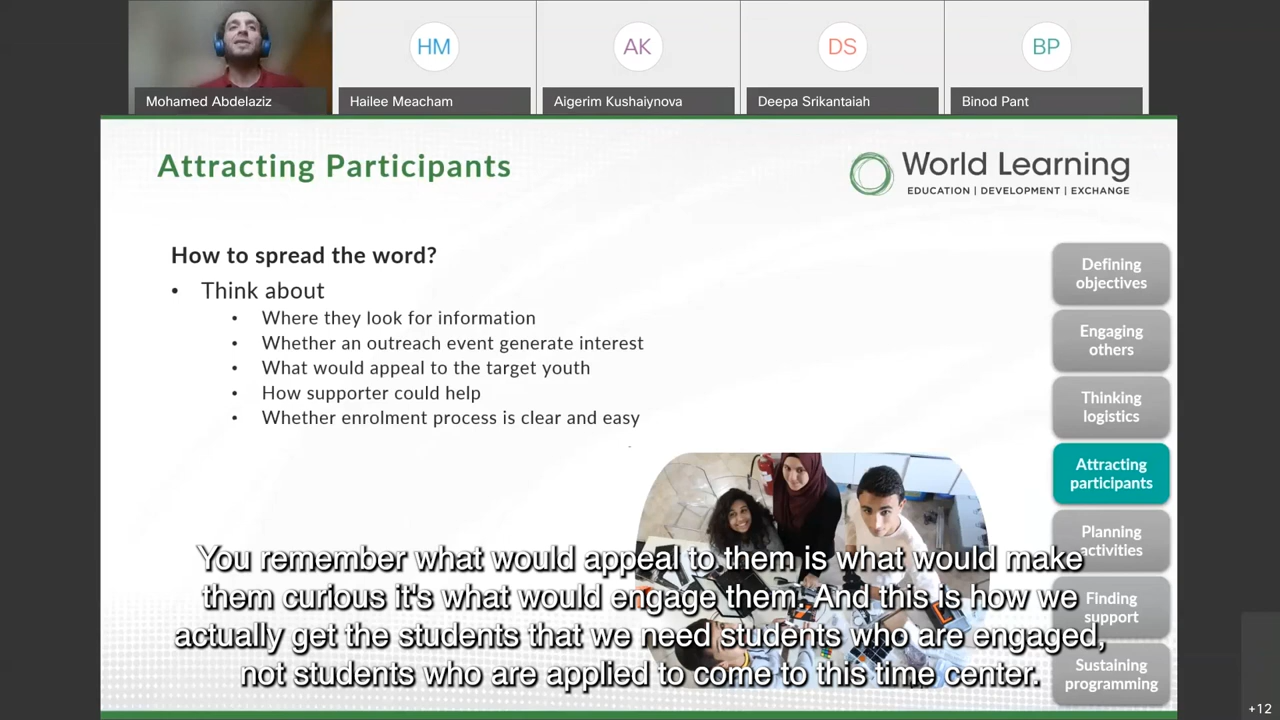 HM
AK
DS
BP
Mohamed Abdelaziz
Hailee Meacham
Aigerim Kushaiynova
Deepa Srikantaiah
Binod Pant
Attracting Participants
World Learning
EDUCATION | DEVELOPMENT | EXCHANGE
How to spread the word?
• Think about
• Where they look for information
• Whether an outreach event generate interest
• What would appeal to the target youth
• How supporter could help
• Whether enrolment process is clear and easy
Defining
objectives
Engaging
others
Thinking
logistics
Attracting
participants
Planning
activities
Finding
support
Sustaining
programming
You remember what would appeal to them is what would make
them curious it's what would engage them. And this is how we
actually get the students that we need students who are engaged,
not students who are applied to come to this time center.
+12